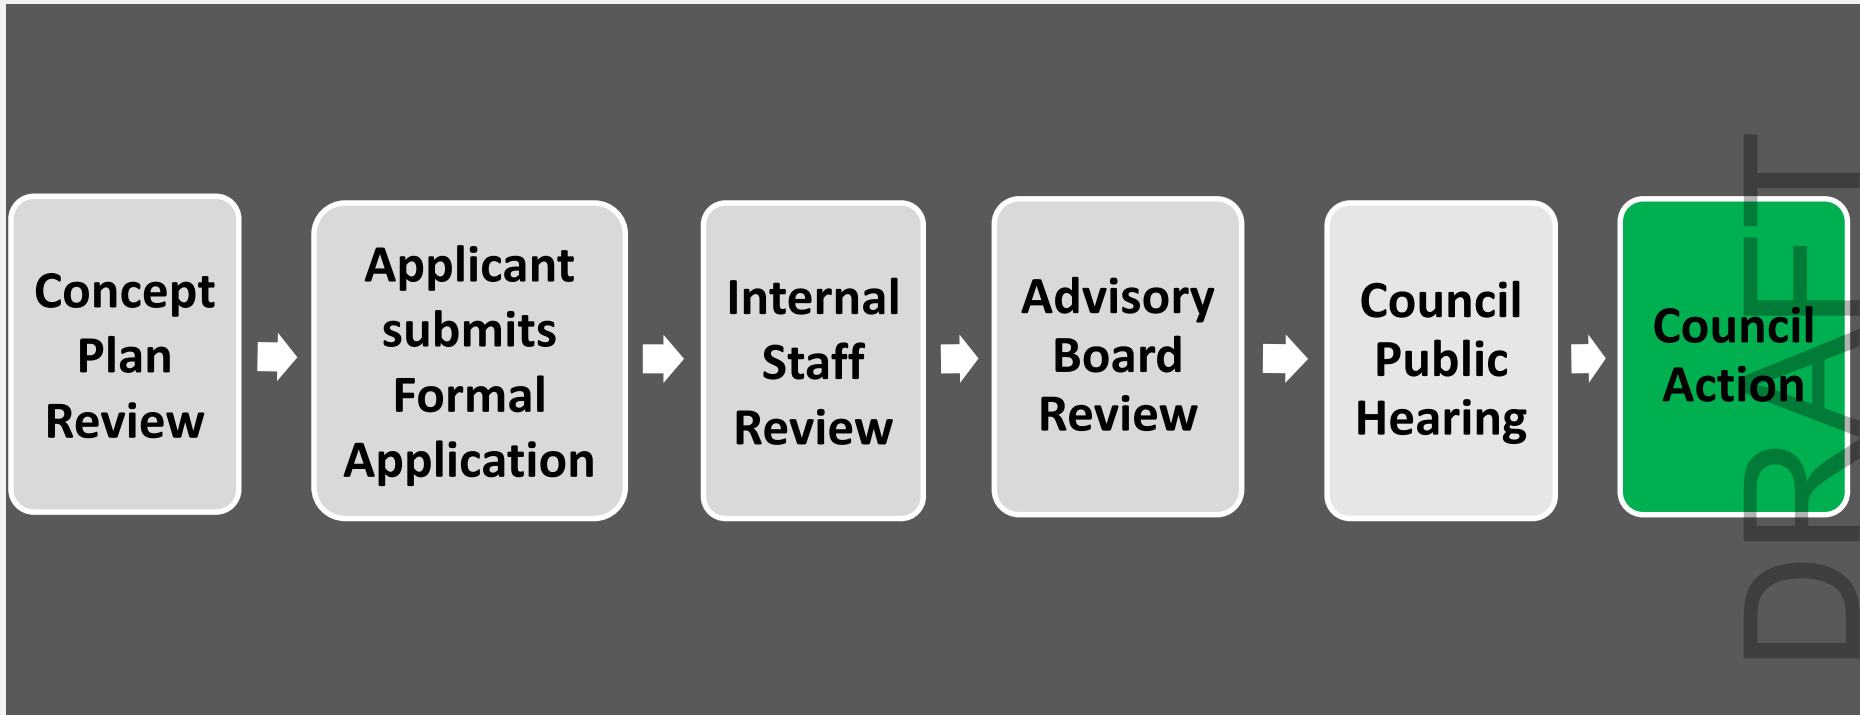 Concept
Plan
Review
Applicant
submits
Formal
Application
Internal
Staff
Review
Advisory
Board
Review
Council
Public
Hearing
Council
Action
DRAFT